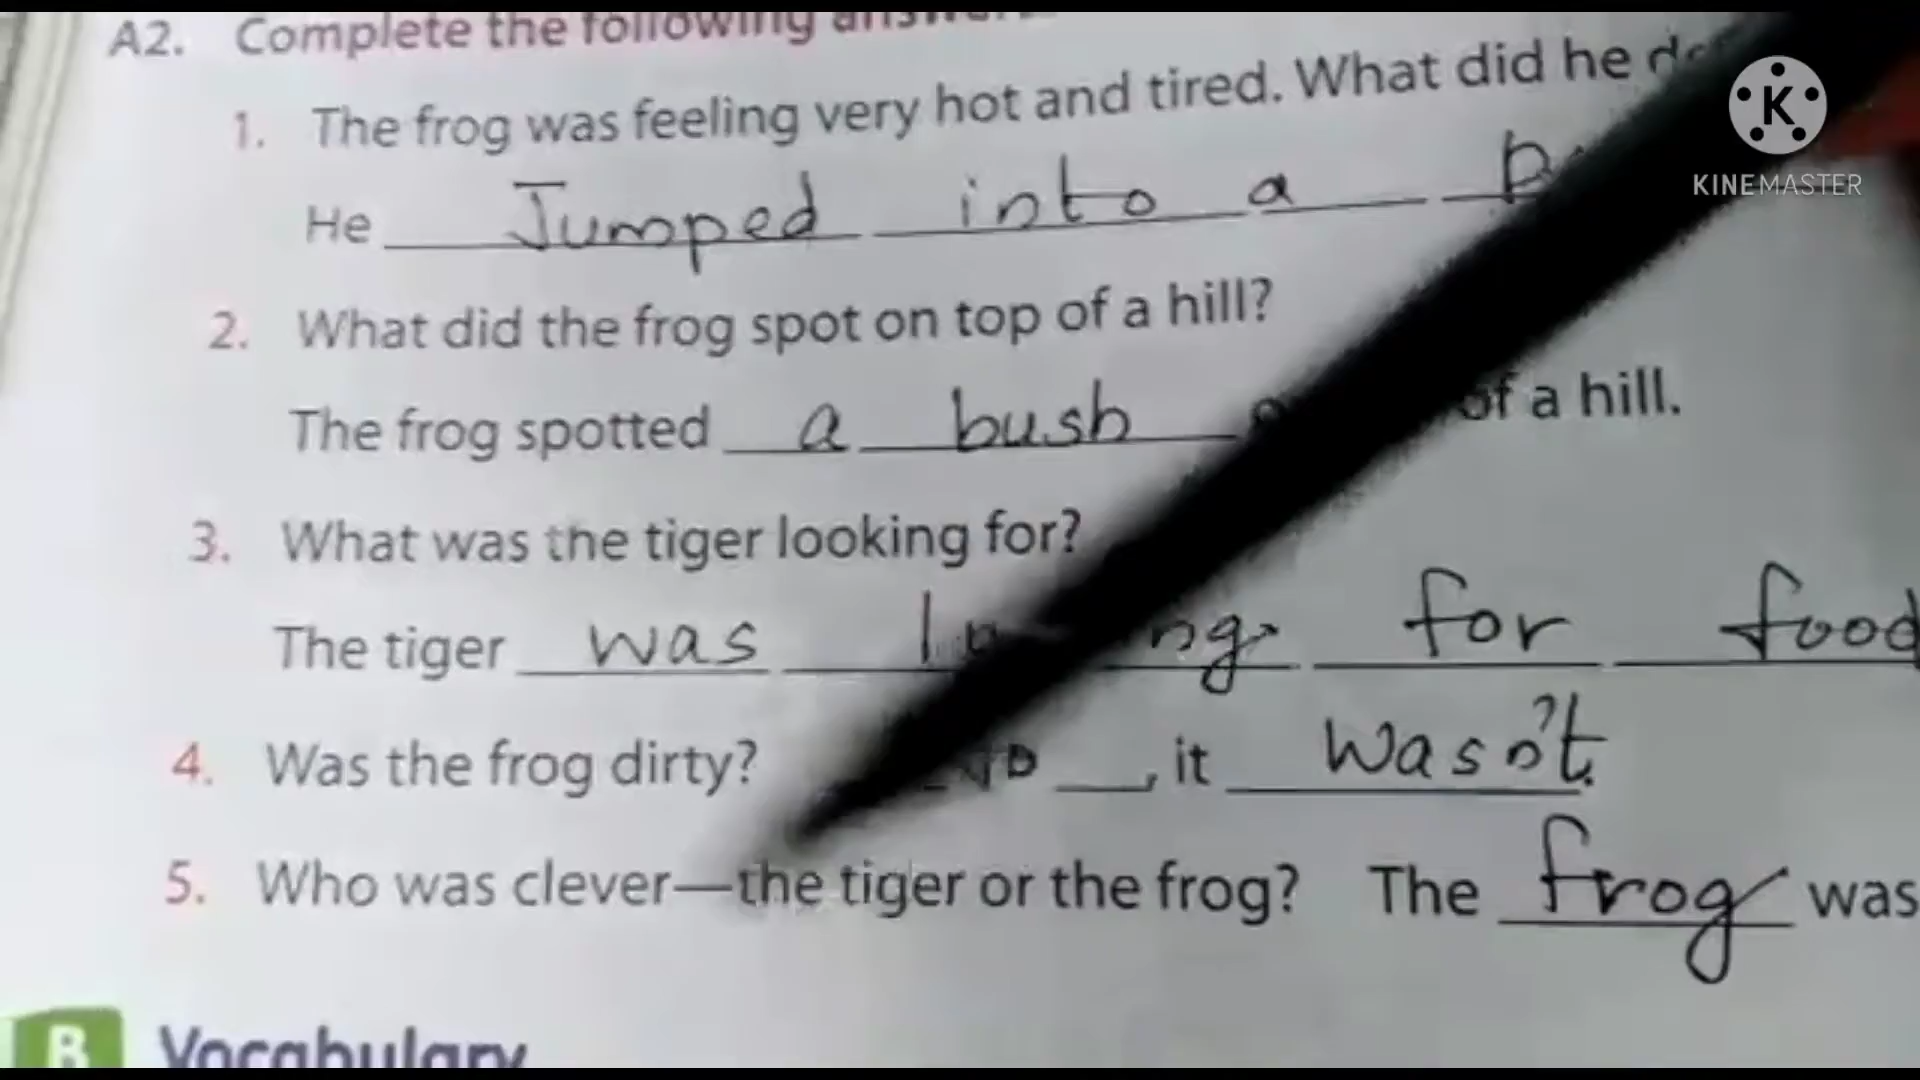 A2. Complete the following
1. The frog was feeling very hot and tired. What did he
He Jumped into a
2. What did the frog spot on top of a hill?
The frog spotted a bush of a hill.
3. What was the tiger looking for?
The tiger was for food
4. Was the frog dirty? , it wasn't.
5. Who was clever—the tiger or the frog? The frog was
B Vocabulary
KINEMASTER